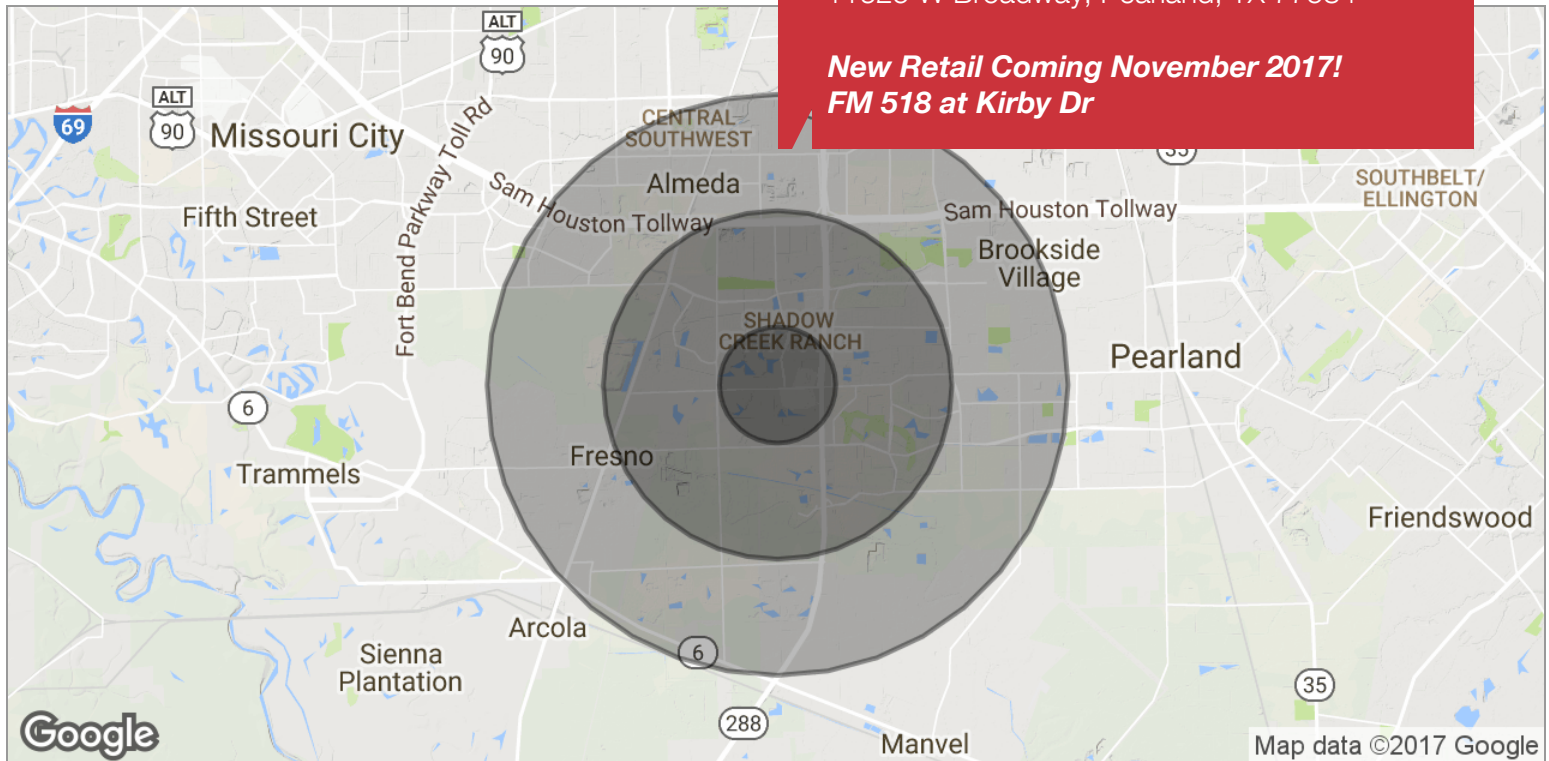 New Retail Coming November 2017!
FM 518 at Kirby Dr
ALT
90
ALT
90
69
Missouri City
Fort Bend Parkway Toll Rd
CENTRAL
SOUTHWEST
Almeda
Sam Houston Tollway
Fifth Street
35
SOUTHBELT/
ELLINGTON
Sam Houston Tollway
Brookside
Village
SHADOW
CREEK RANCH
Pearland
6
Trammels
Fresno
Friendswood
Arcola
6
Sienna
Plantation
35
288
Manvel
Google
Map data ©2017 Google